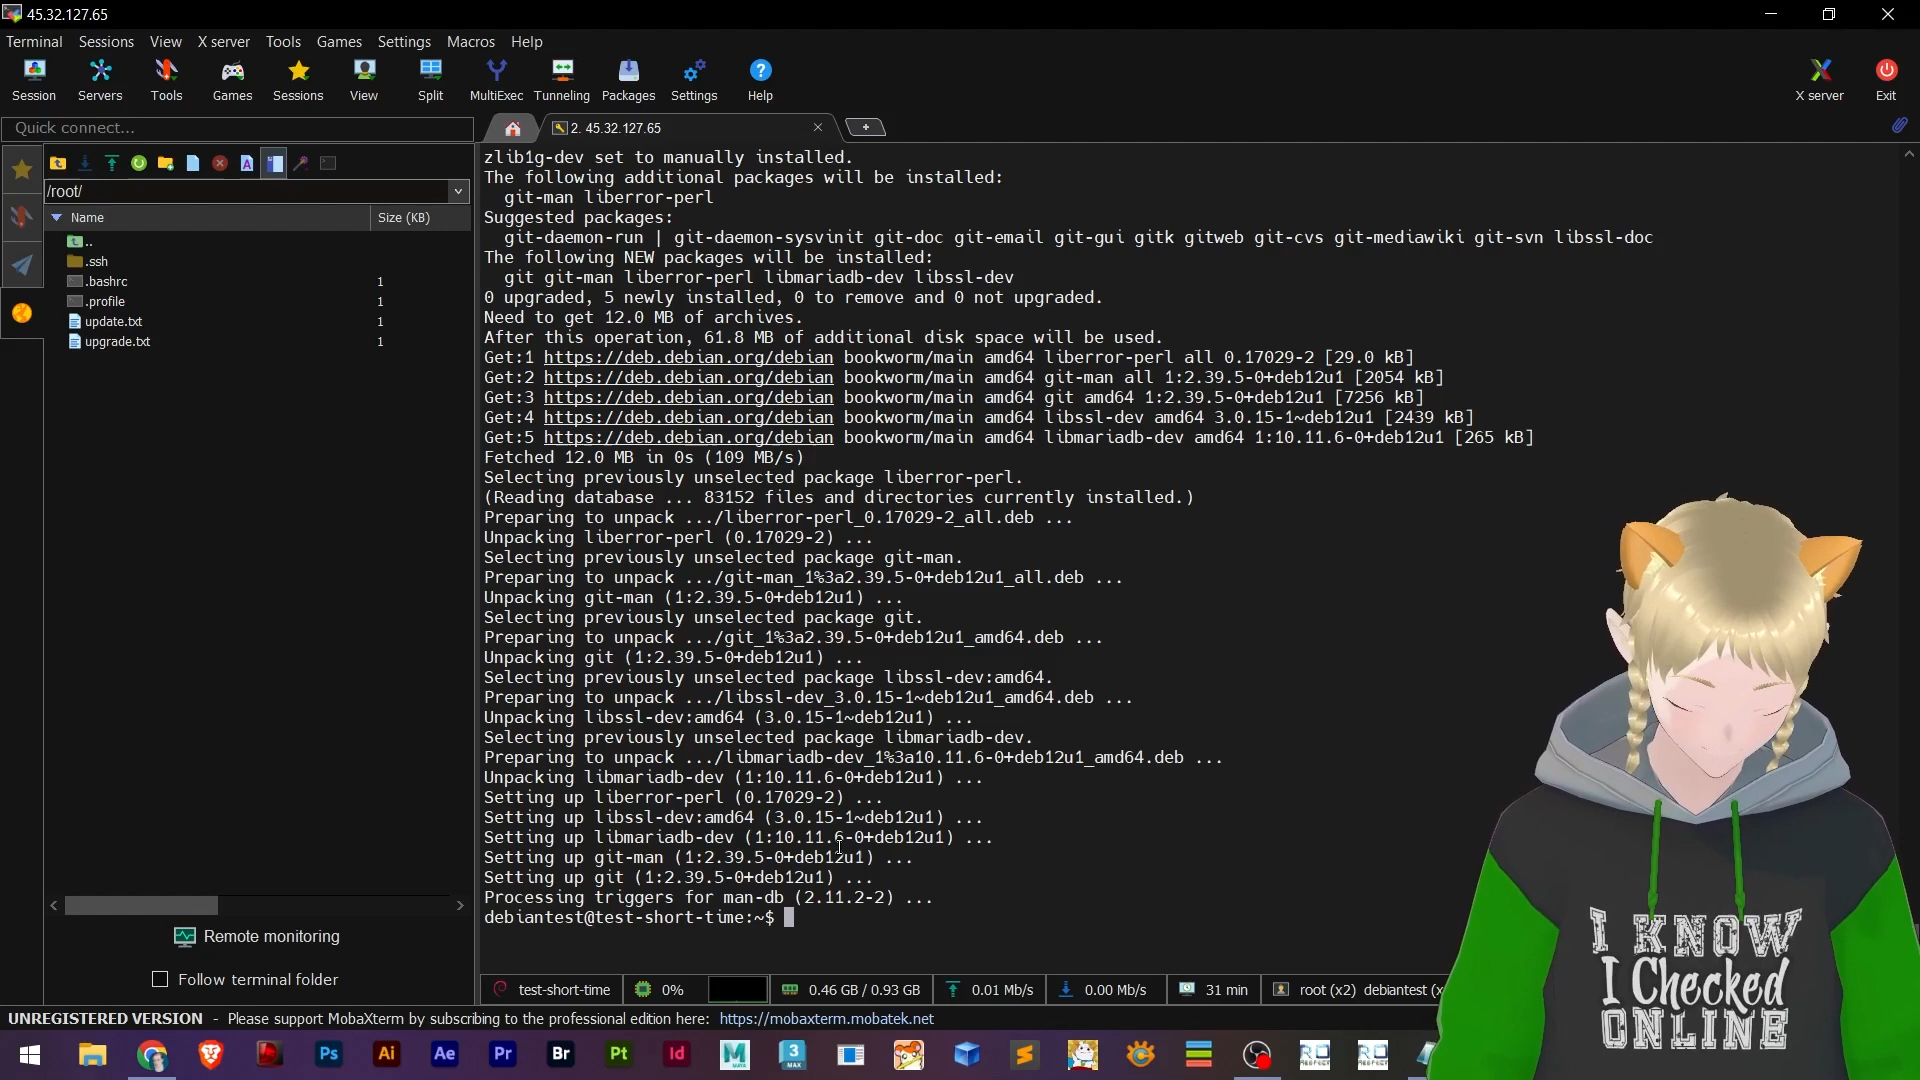 45.32.127.65
Terminal Sessions View X server Tools Games Settings Macros Help
Session Servers Tools Games Sessions View Split MultiExec Tunneling Packages Settings Help X server Exit
Quick connect...
2. 45.32.127.65
/root/
Name Size (KB)
..
.ssh
.bashrc 1
.profile 1
update.txt 1
upgrade.txt 1
Remote monitoring
Follow terminal folder
zlib1g-dev set to manually installed.
The following additional packages will be installed:
git-man liberror-perl
Suggested packages:
git-daemon-run | git-daemon-sysvinit git-doc git-email git-gui gitk gitweb git-cvs git-mediawiki git-svn libssl-doc
The following NEW packages will be installed:
git git-man liberror-perl libmariadb-dev libssl-dev
0 upgraded, 5 newly installed, 0 to remove and 0 not upgraded.
Need to get 12.0 MB of archives.
After this operation, 61.8 MB of additional disk space will be used.
Get:1 https://deb.debian.org/debian bookworm/main amd64 liberror-perl all 0.17029-2 [29.0 kB]
Get:2 https://deb.debian.org/debian bookworm/main amd64 git-man all 1:2.39.5-0+deb12u1 [2054 kB]
Get:3 https://deb.debian.org/debian bookworm/main amd64 git amd64 1:2.39.5-0+deb12u1 [7256 kB]
Get:4 https://deb.debian.org/debian bookworm/main amd64 libssl-dev amd64 3.0.15-1~deb12u1 [2439 kB]
Get:5 https://deb.debian.org/debian bookworm/main amd64 libmariadb-dev amd64 1:10.11.6-0+deb12u1 [265 kB]
Fetched 12.0 MB in 0s (109 MB/s)
Selecting previously unselected package liberror-perl.
(Reading database ... 83152 files and directories currently installed.)
Preparing to unpack .../liberror-perl_0.17029-2_all.deb ...
Unpacking liberror-perl (0.17029-2) ...
Selecting previously unselected package git-man.
Preparing to unpack .../git-man_1%3a2.39.5-0+deb12u1_all.deb ...
Unpacking git-man (1:2.39.5-0+deb12u1) ...
Selecting previously unselected package git.
Preparing to unpack .../git_1%3a2.39.5-0+deb12u1_amd64.deb ...
Unpacking git (1:2.39.5-0+deb12u1) ...
Selecting previously unselected package libssl-dev:amd64.
Preparing to unpack .../libssl-dev_3.0.15-1~deb12u1_amd64.deb ...
Unpacking libssl-dev:amd64 (3.0.15-1~deb12u1) ...
Selecting previously unselected package libmariadb-dev.
Preparing to unpack .../libmariadb-dev_1%3a10.11.6-0+deb12u1_amd64.deb ...
Unpacking libmariadb-dev (1:10.11.6-0+deb12u1) ...
Setting up liberror-perl (0.17029-2) ...
Setting up libssl-dev:amd64 (3.0.15-1~deb12u1) ...
Setting up libmariadb-dev (1:10.11.6-0+deb12u1) ...
Setting up git-man (1:2.39.5-0+deb12u1) ...
Setting up git (1:2.39.5-0+deb12u1) ...
Processing triggers for man-db (2.11.2-2) ...
debiantest@test-short-time:~$
test-short-time 0% 0.46 GB / 0.93 GB 0.01 Mb/s 0.00 Mb/s 31 min root (x2) debiantest
UNREGISTERED VERSION - Please support MobaXterm by subscribing to the professional edition here: https://mobaxterm.mobatek.net
Ps Ai Ae Pr Br Pt Id
I KNOW
I Checked
ONLINE